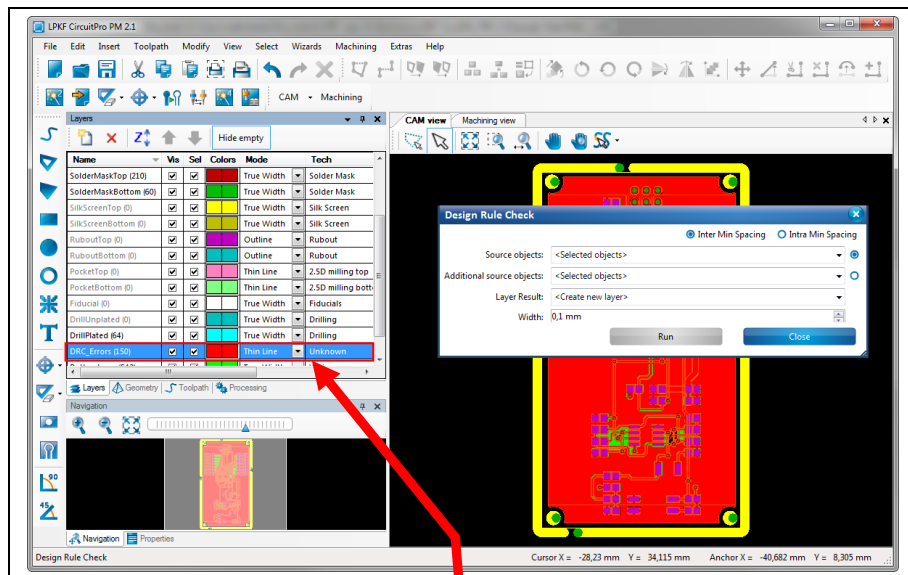 LPKF CircuitPro PM 2.1
File Edit Insert Toolpath Modify View Select Wizards Machining Extras Help
CAM Machining
Layers
CAM view Machining view
Hide empty
Name Vis Sel Colors Mode Tech
SolderMaskTop (210) True Width Solder Mask
SolderMaskBottom (60) True Width Solder Mask
SilkScreenTop (0) True Width Silk Screen
SilkScreenBottom (0) True Width Silk Screen
RuboutTop (0) Outline Rubout
RuboutBottom (0) Outline Rubout
PocketTop (0) Thin Line 2.5D milling top
PocketBottom (0) Thin Line 2.5D milling bott
Fiducial (0) True Width Fiducials
DrillUnplated (0) True Width Drilling
DrillPlated (64) True Width Drilling
DRC_Errors (150) Thin Line Unknown
Layers Geometry Toolpath Processing
Navigation
Navigation Properties
Design Rule Check
Inter Min Spacing Intra Min Spacing
Source objects: <Selected objects>
Additional source objects: <Selected objects>
Layer Result: <Create new layer>
Width: 0,1 mm
Run Close
T
90
45
Design Rule Check Cursor X = -28,23 mm Y = 34,115 mm Anchor X = -40,682 mm Y = 8,305 mm